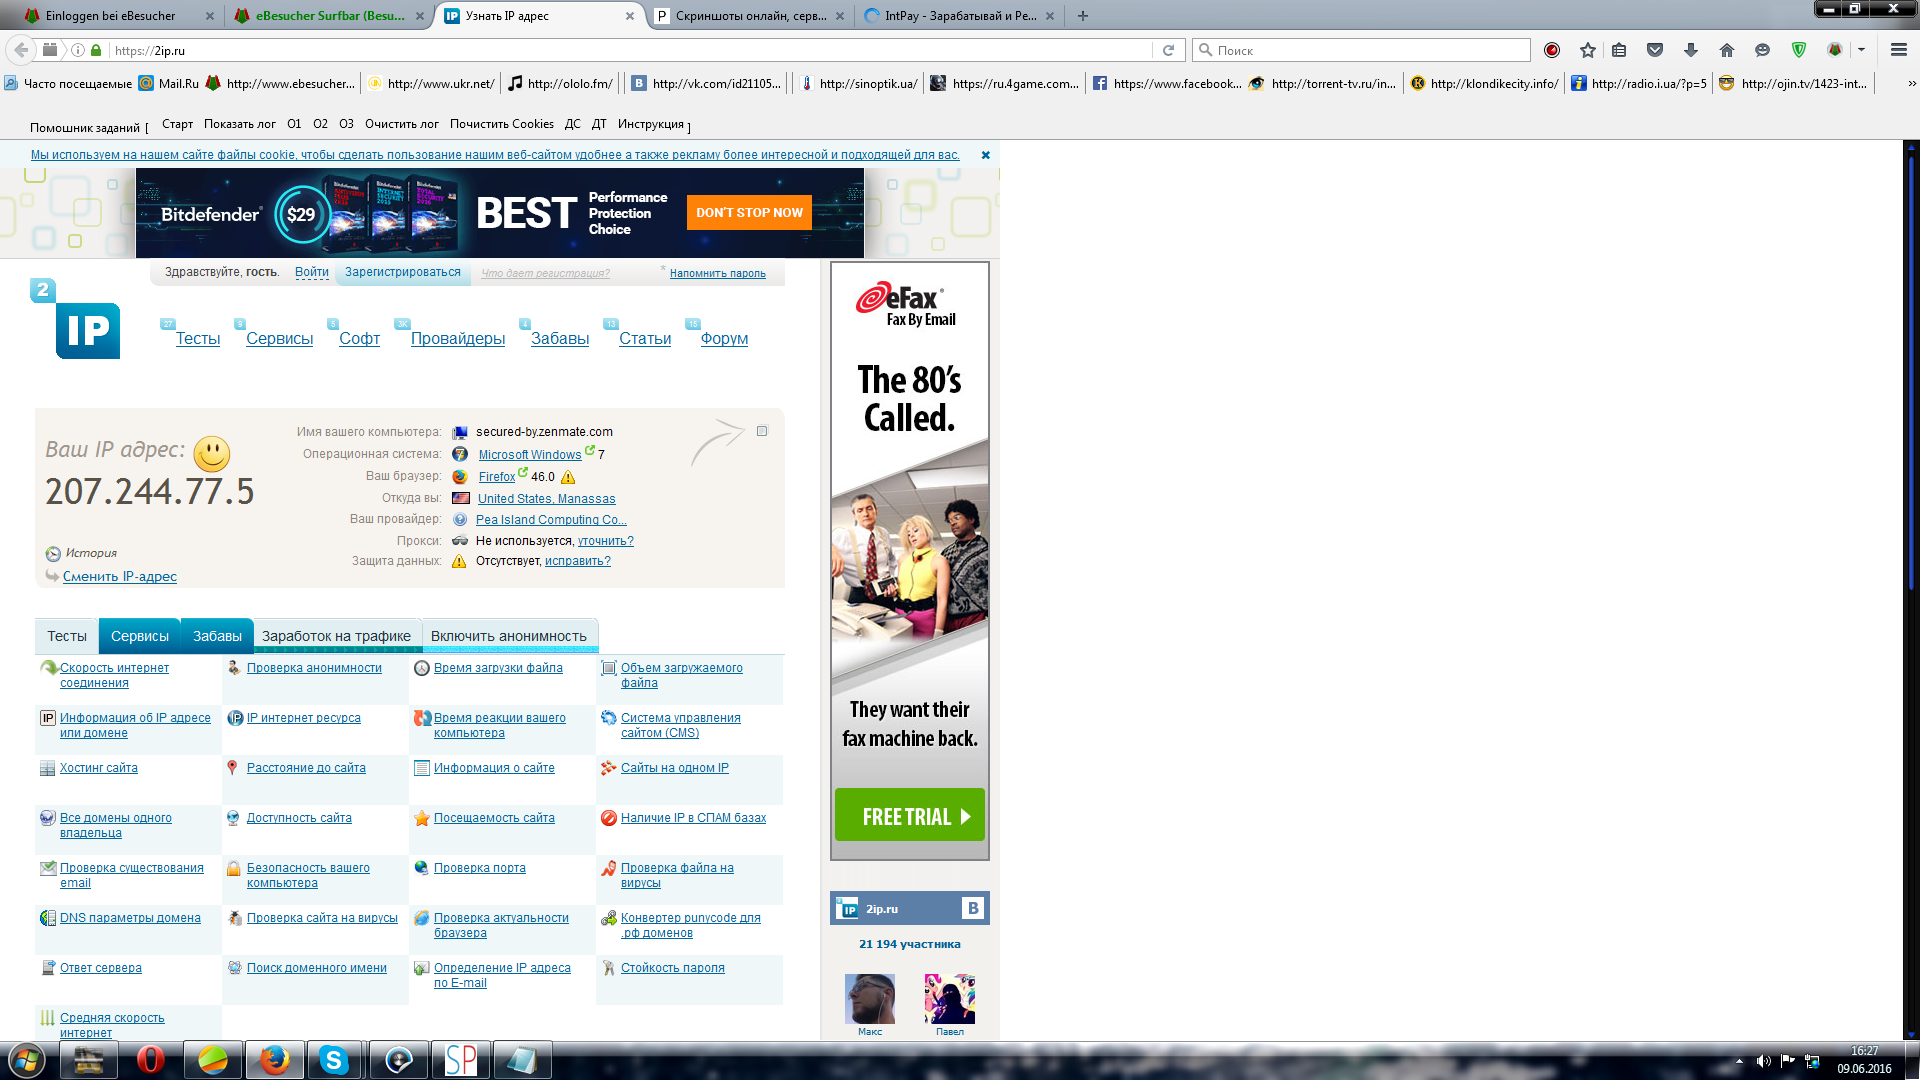 Einloggen bei eBesucher
eBesucher Surfbar (Besu...
Узнать IP адрес
Скриншоты онлайн, серв...
IntPay - Зарабатывай и Ре...
https://2ip.ru
Поиск
Часто посещаемые
Mail.Ru
http://www.ebesucher...
http://www.ukr.net/
http://ololo.fm/
http://vk.com/id21105...
http://sinoptik.ua/
https://ru.4game.com...
https://www.facebook...
http://torrent-tv.ru/in...
http://klondikecity.info/
http://radio.i.ua/?p=5
http://ojin.tv/1423-int...
Помошник заданий [ Старт Показать лог О1 О2 О3 Очистить лог Почистить Cookies ДС ДТ Инструкция ]
Мы используем на нашем сайте файлы cookie, чтобы сделать пользование нашим веб-сайтом удобнее а также рекламу более интересной и подходящей для вас.
Bitdefender
$29
BEST
Performance
Protection
Choice
DON'T STOP NOW
Здравствуйте, гость. Войти Зарегистрироваться Что дает регистрация? * Напомнить пароль
2 IP
27 Тесты
9 Сервисы
5 Софт
3K Провайдеры
4 Забавы
13 Статьи
15 Форум
Ваш IP адрес:
207.244.77.5
История
Сменить IP-адрес
Имя вашего компьютера: secured-by.zenmate.com
Операционная система: Microsoft Windows 7
Ваш браузер: Firefox 46.0
Откуда вы: United States, Manassas
Ваш провайдер: Pea Island Computing Co...
Прокси: Не используется, уточнить?
Защита данных: Отсутствует, исправить?
Тесты Сервисы Забавы Заработок на трафике Включить анонимность
Скорость интернет
соединения
Проверка анонимности
Время загрузки файла
Объем загружаемого
файла
Информация об IP адресе
или домене
IP интернет ресурса
Время реакции вашего
компьютера
Система управления
сайтом (CMS)
Хостинг сайта
Расстояние до сайта
Информация о сайте
Сайты на одном IP
Все домены одного
владельца
Доступность сайта
Посещаемость сайта
Наличие IP в СПАМ базах
Проверка существования
email
Безопасность вашего
компьютера
Проверка порта
Проверка файла на
вирусы
DNS параметры домена
Проверка сайта на вирусы
Проверка актуальности
браузера
Конвертер punycode для
.рф доменов
Ответ сервера
Поиск доменного имени
Определение IP адреса
по E-mail
Стойкость пароля
Средняя скорость
интернет
eFax
Fax By Email
The 80's
Called.
They want their
fax machine back.
FREE TRIAL
2ip.ru
21 194 участника
Макс
Павел
16:27
09.06.2016